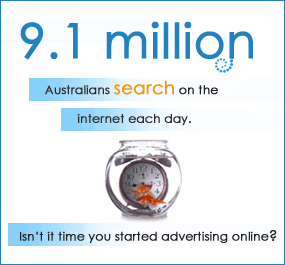 9.1 million
Australians search on the
internet each day.
Isn't it time you started advertising online?